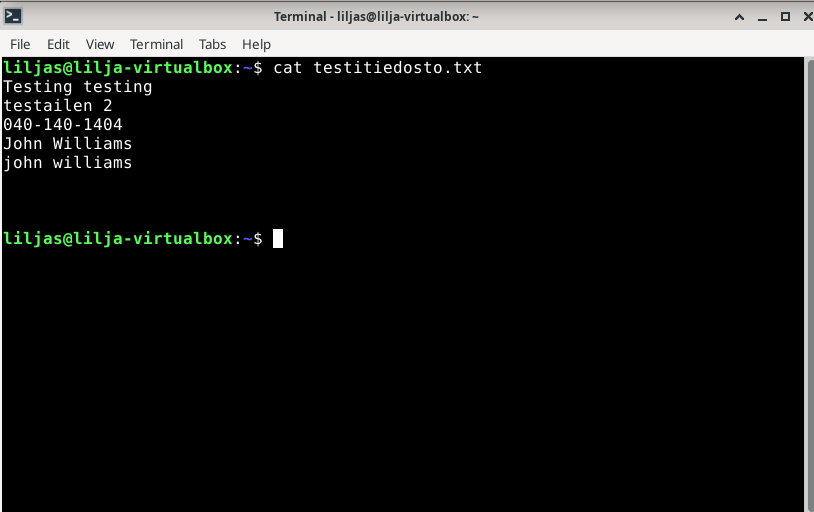 Terminal - liljas@lilja-virtualbox: ~
File Edit View Terminal Tabs Help
liljas@lilja-virtualbox:~$ cat testitiedosto.txt
Testing testing
testailen 2
040-140-1404
John Williams
john williams
liljas@lilja-virtualbox:~$